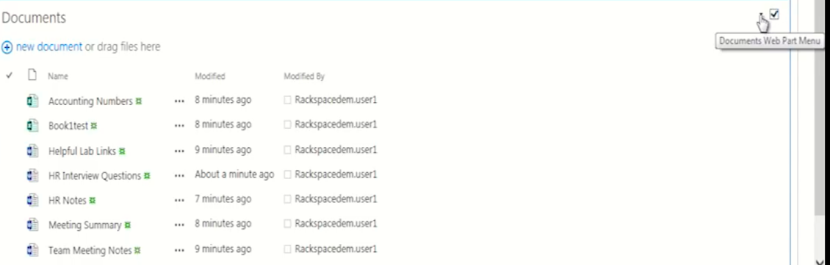 Documents
Documents Web Part Menu
new document or drag files here
Name Modified Modified By
Accounting Numbers ... 8 minutes ago Rackspacedem.user1
Book1test ... 8 minutes ago Rackspacedem.user1
Helpful Lab Links ... 9 minutes ago Rackspacedem.user1
HR Interview Questions ... About a minute ago Rackspacedem.user1
HR Notes ... 7 minutes ago Rackspacedem.user1
Meeting Summary ... 8 minutes ago Rackspacedem.user1
Team Meeting Notes ... 9 minutes ago Rackspacedem.user1